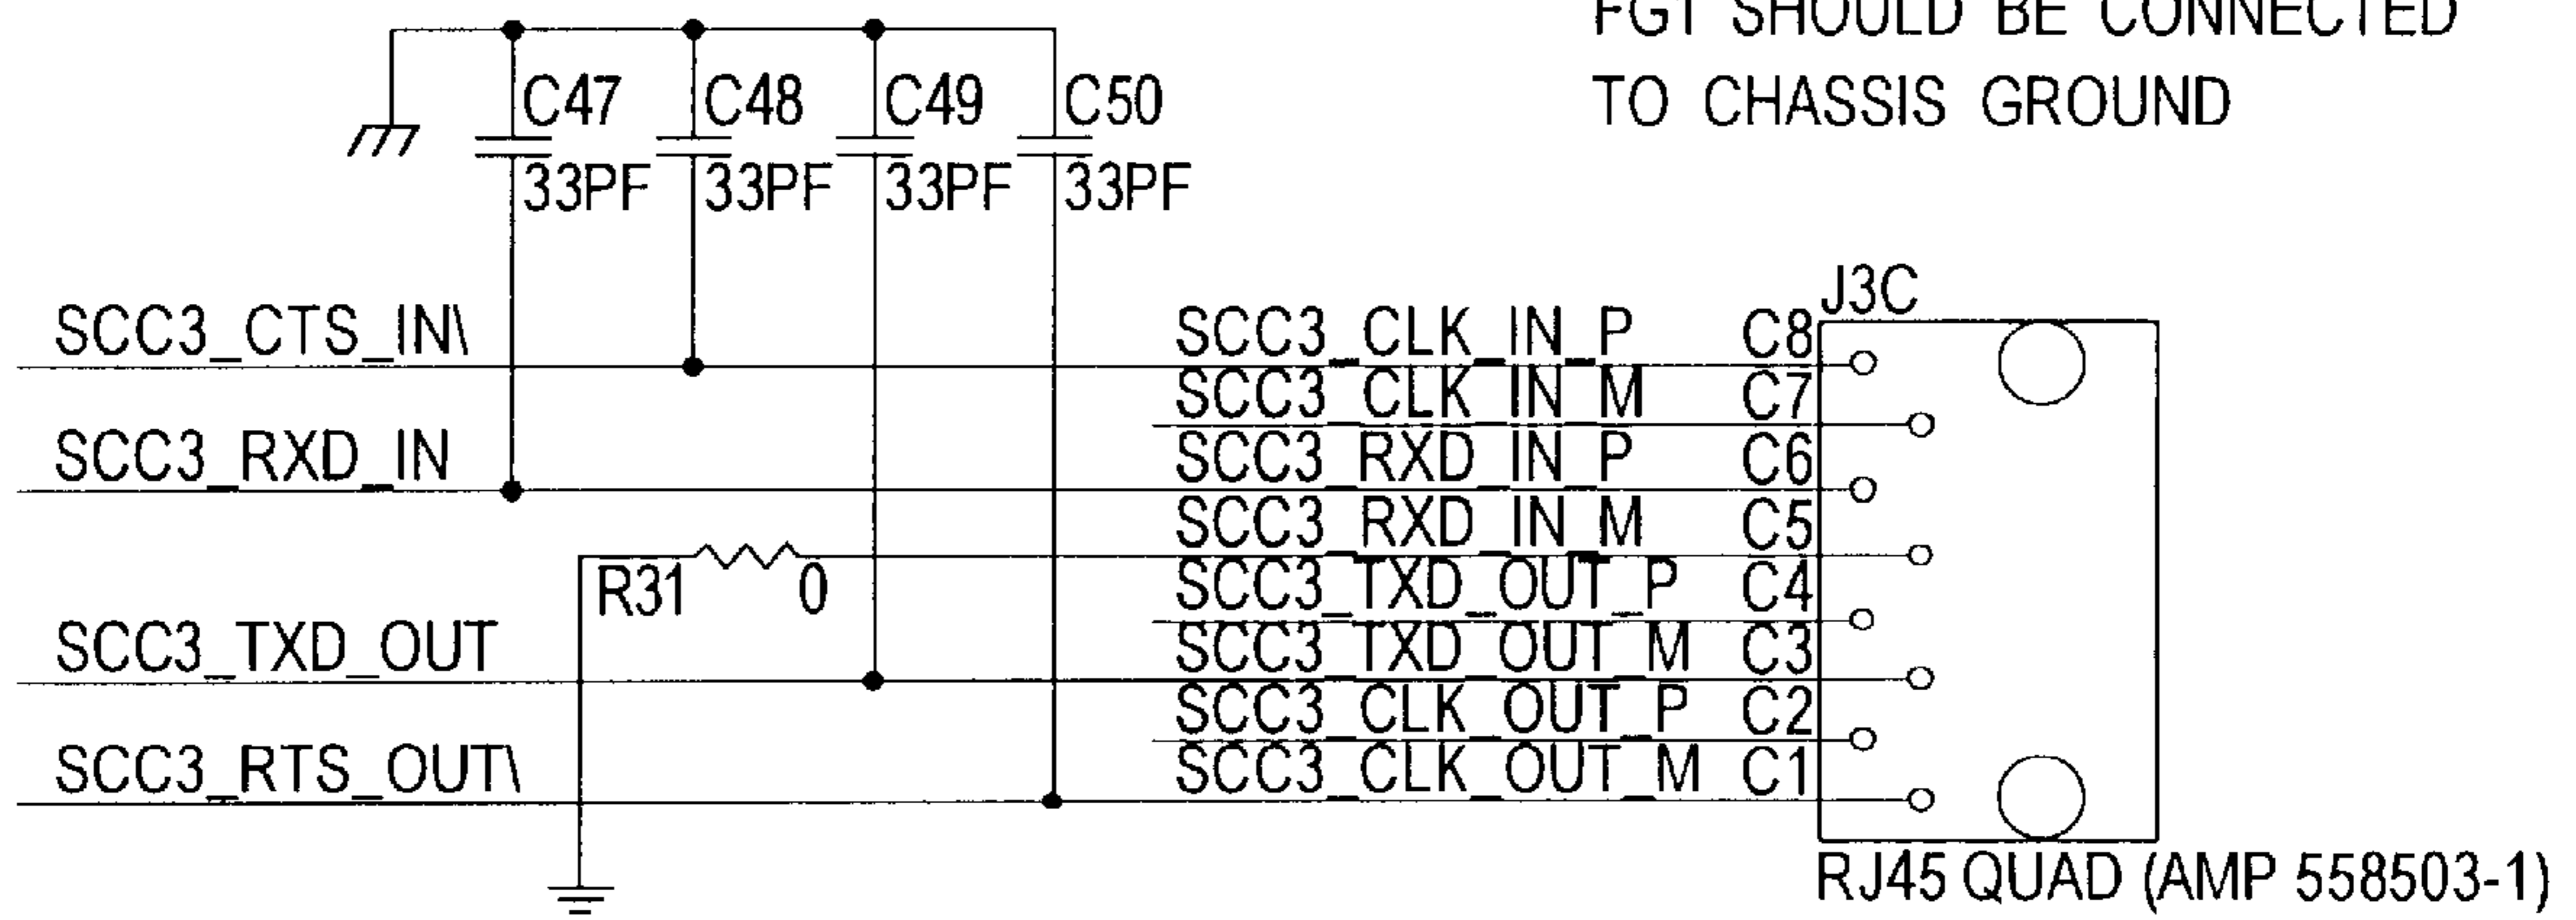 FG1 SHOULD BE CONNECTED
TO CHASSIS GROUND
C47 C48 C49 C50
33PF 33PF 33PF 33PF
J3C
SCC3_CTS_IN\ SCC3_CLK_IN_P C8
SCC3_CLK_IN_M C7
SCC3_RXD_IN SCC3_RXD_IN_P C6
SCC3_RXD_IN_M C5
R31 0 SCC3_TXD_OUT_P C4
SCC3_TXD_OUT SCC3_TXD_OUT_M C3
SCC3_CLK_OUT_P C2
SCC3_RTS_OUT\ SCC3_CLK_OUT_M C1
RJ45 QUAD (AMP 558503-1)